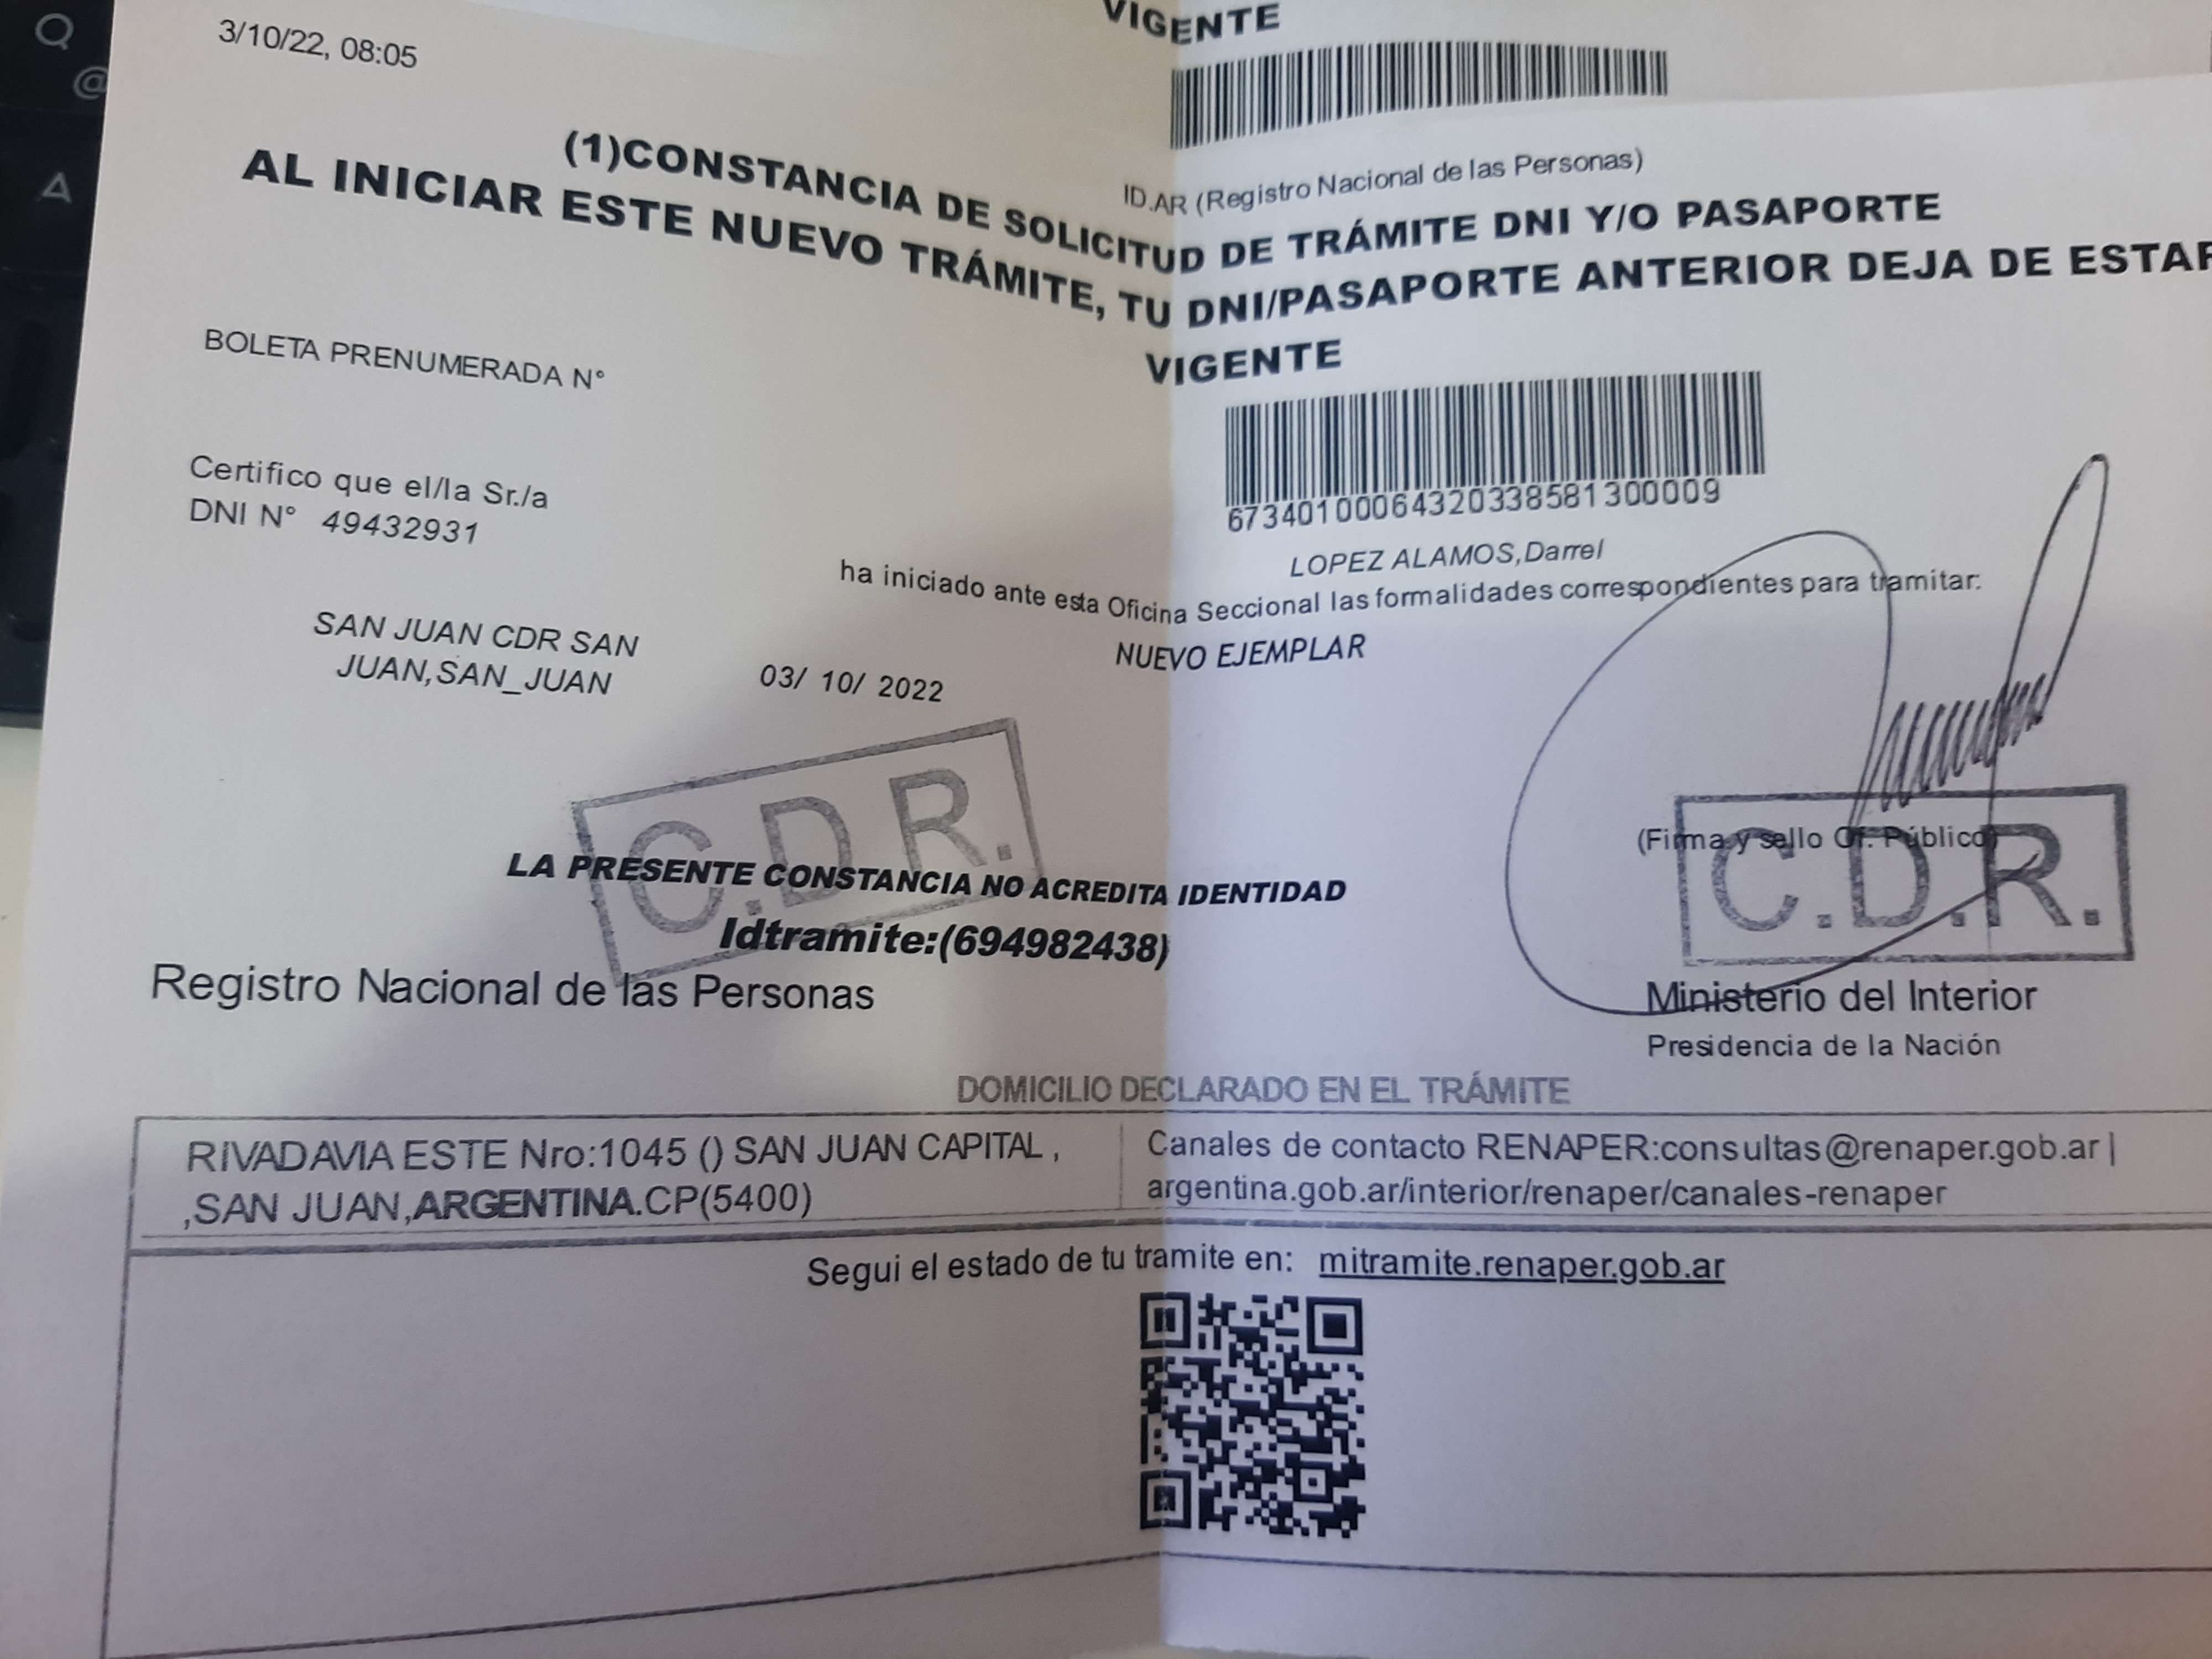 VIGENTE
3/10/22, 08:05
ID.AR (Registro Nacional de las Personas)
(1)CONSTANCIA DE SOLICITUD DE TRÁMITE DNI Y/O PASAPORTE
AL INICIAR ESTE NUEVO TRÁMITE, TU DNI/PASAPORTE ANTERIOR DEJA DE ESTAR
VIGENTE
BOLETA PRENUMERADA N°
67340100064320338581300009
Certifico que el/la Sr./a
LOPEZ ALAMOS,Darrel
DNI N° 49432931
ha iniciado ante esta Oficina Seccional las formalidades correspondientes para tramitar:
NUEVO EJEMPLAR
SAN JUAN CDR SAN
JUAN,SAN_JUAN
03/ 10/ 2022
C.D.R.
(Firma y sello Of. Público)
C.D.R.
LA PRESENTE CONSTANCIA NO ACREDITA IDENTIDAD
Idtramite:(694982438)
Registro Nacional de las Personas
Ministerio del Interior
Presidencia de la Nación
DOMICILIO DECLARADO EN EL TRÁMITE
RIVADAVIA ESTE Nro:1045 () SAN JUAN CAPITAL ,
,SAN JUAN,ARGENTINA.CP(5400)
Canales de contacto RENAPER:consultas@renaper.gob.ar |
argentina.gob.ar/interior/renaper/canales-renaper
Segui el estado de tu tramite en: mitramite.renaper.gob.ar
Q
@
A